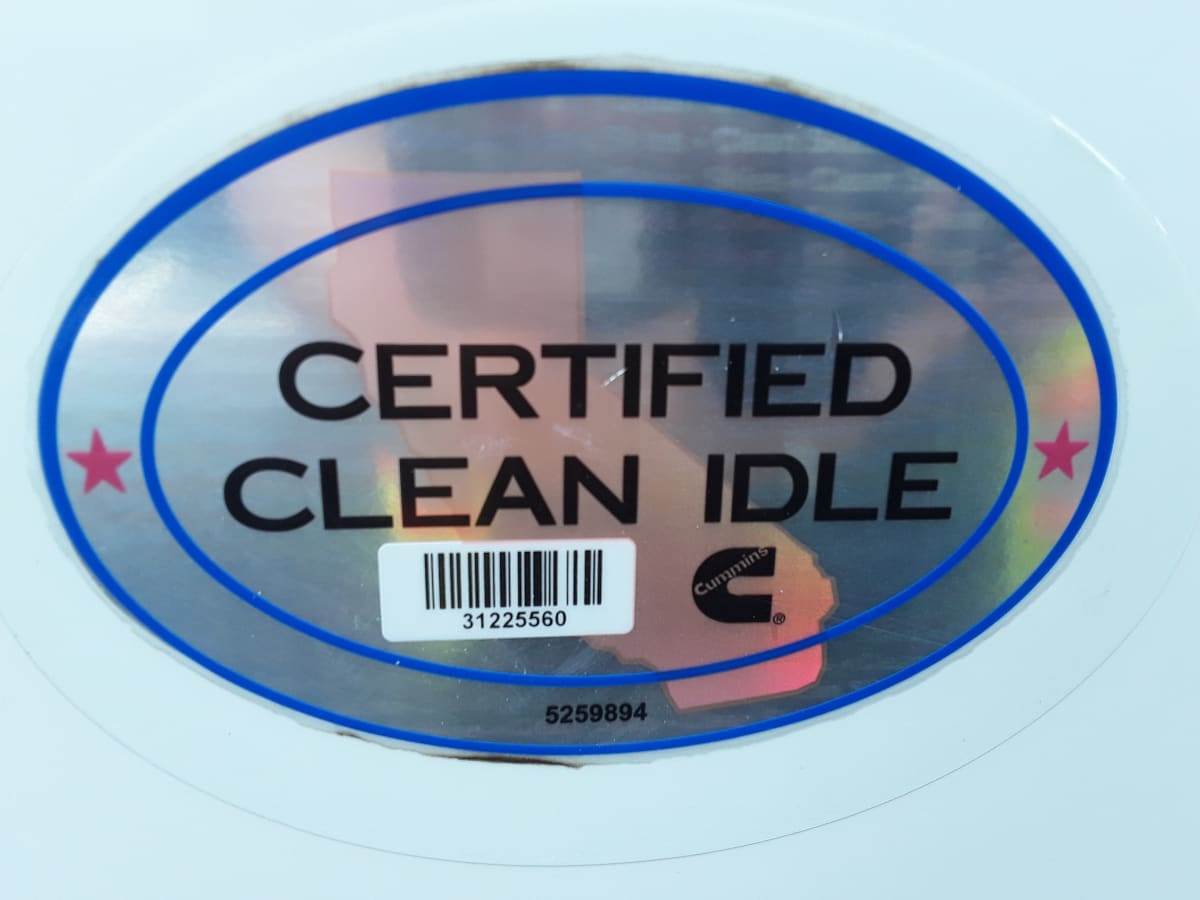 CERTIFIED
CLEAN IDLE
31225560
Cummins
®
5259894